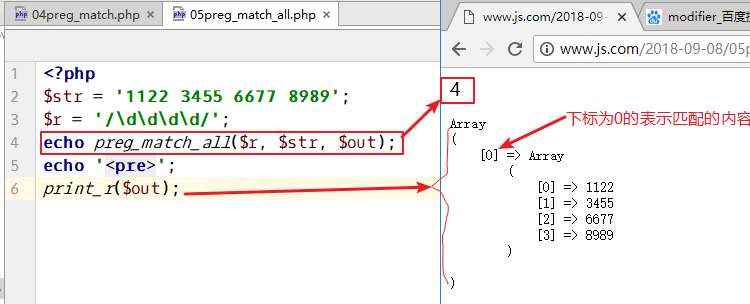 04preg_match.php
05preg_match_all.php
1 <?php
2 $str = '1122 3455 6677 8989';
3 $r = '/\d\d\d\d/';
4 echo preg_match_all($r, $str, $out);
5 echo '<pre>';
6 print_r($out);
www.js.com/2018-09-08/
modifier_百度搜
www.js.com/2018-09-08/05p
4
Array
(
[0] => Array
下标为0的表示匹配的内容
(
[0] => 1122
[1] => 3455
[2] => 6677
[3] => 8989
)
)